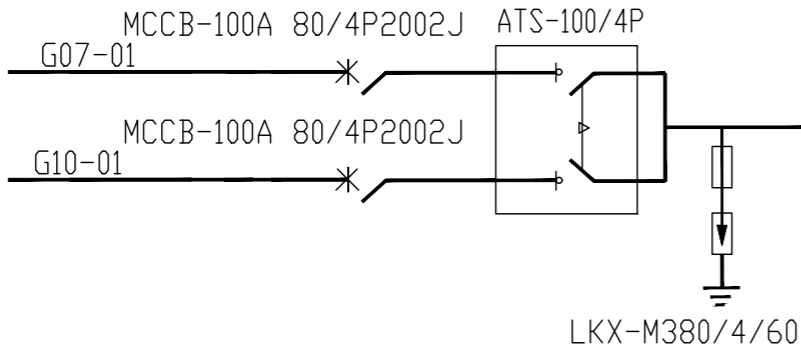 MCCB-100A 80/4P2002J
ATS-100/4P
G07-01
MCCB-100A 80/4P2002J
G10-01
LKX-M380/4/60